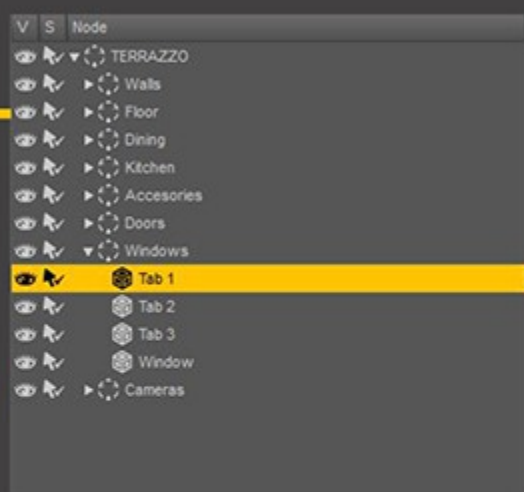 V S Node
TERRAZZO
Walls
Floor
Dining
Kitchen
Accesories
Doors
Windows
Tab 1
Tab 2
Tab 3
Window
Cameras